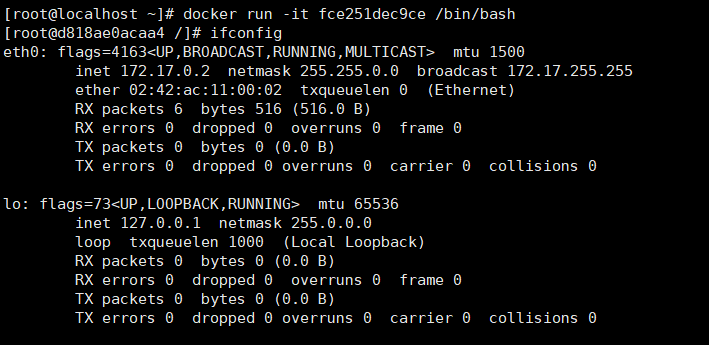 [root@localhost ~]# docker run -it fce251dec9ce /bin/bash
[root@d818ae0acaa4 /]# ifconfig
eth0: flags=4163<UP,BROADCAST,RUNNING,MULTICAST>  mtu 1500
        inet 172.17.0.2  netmask 255.255.0.0  broadcast 172.17.255.255
        ether 02:42:ac:11:00:02  txqueuelen 0  (Ethernet)
        RX packets 6  bytes 516 (516.0 B)
        RX errors 0  dropped 0  overruns 0  frame 0
        TX packets 0  bytes 0 (0.0 B)
        TX errors 0  dropped 0 overruns 0  carrier 0  collisions 0

lo: flags=73<UP,LOOPBACK,RUNNING>  mtu 65536
        inet 127.0.0.1  netmask 255.0.0.0
        loop  txqueuelen 1000  (Local Loopback)
        RX packets 0  bytes 0 (0.0 B)
        RX errors 0  dropped 0  overruns 0  frame 0
        TX packets 0  bytes 0 (0.0 B)
        TX errors 0  dropped 0 overruns 0  carrier 0  collisions 0